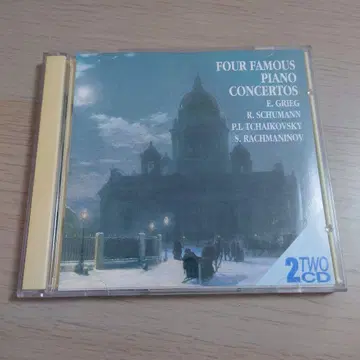 FOUR FAMOUS
PIANO
CONCERTOS
E. GRIEG
R. SCHUMANN
P.I. TCHAIKOVSKY
S. RACHMANINOV
2 TWO
CD